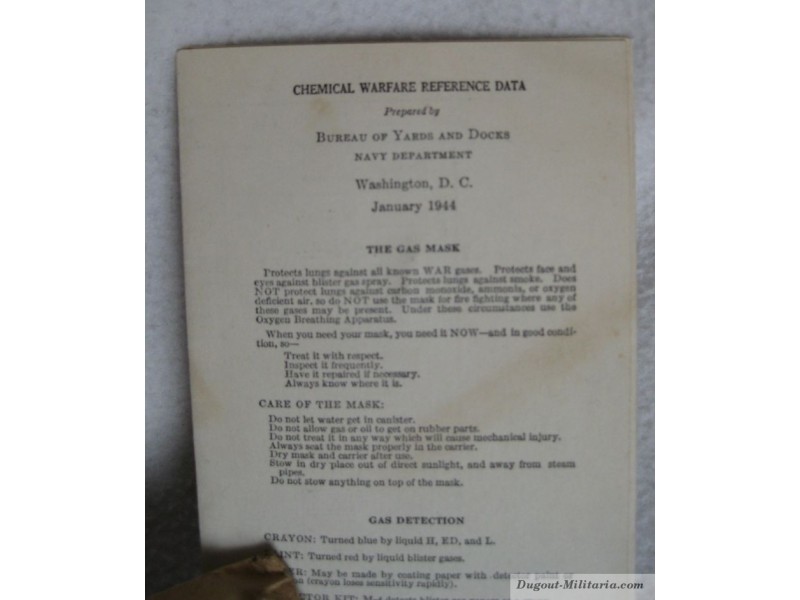 CHEMICAL WARFARE REFERENCE DATA
Prepared by
BUREAU OF YARDS AND DOCKS
NAVY DEPARTMENT
Washington, D. C.
January 1944
THE GAS MASK
Protects lungs against all known WAR gases. Protects face and
eyes against blister gas spray. Protects lungs against smoke. Does
NOT protect lungs against carbon monoxide, ammonia, or oxygen
deficient air, so do NOT use the mask for fire fighting where any of
these gases may be present. Under these circumstances use the
Oxygen Breathing Apparatus.
When you need your mask, you need it NOW—and in good condi-
tion, so—
Treat it with respect.
Inspect it frequently.
Have it repaired if necessary.
Always know where it is.
CARE OF THE MASK:
Do not let water get in canister.
Do not allow gas or oil to get on rubber parts.
Do not treat it in any way which will cause mechanical injury.
Always seat the mask properly in the carrier.
Dry mask and carrier after use.
Stow in dry place out of direct sunlight, and away from steam
pipes.
Do not stow anything on top of the mask.
GAS DETECTION
CRAYON: Turned blue by liquid H, ED, and L.
Turned red by liquid blister gases.
May be made by coating paper with
(crayon loses sensitivity rapidly).
Dugout-Militaria.com